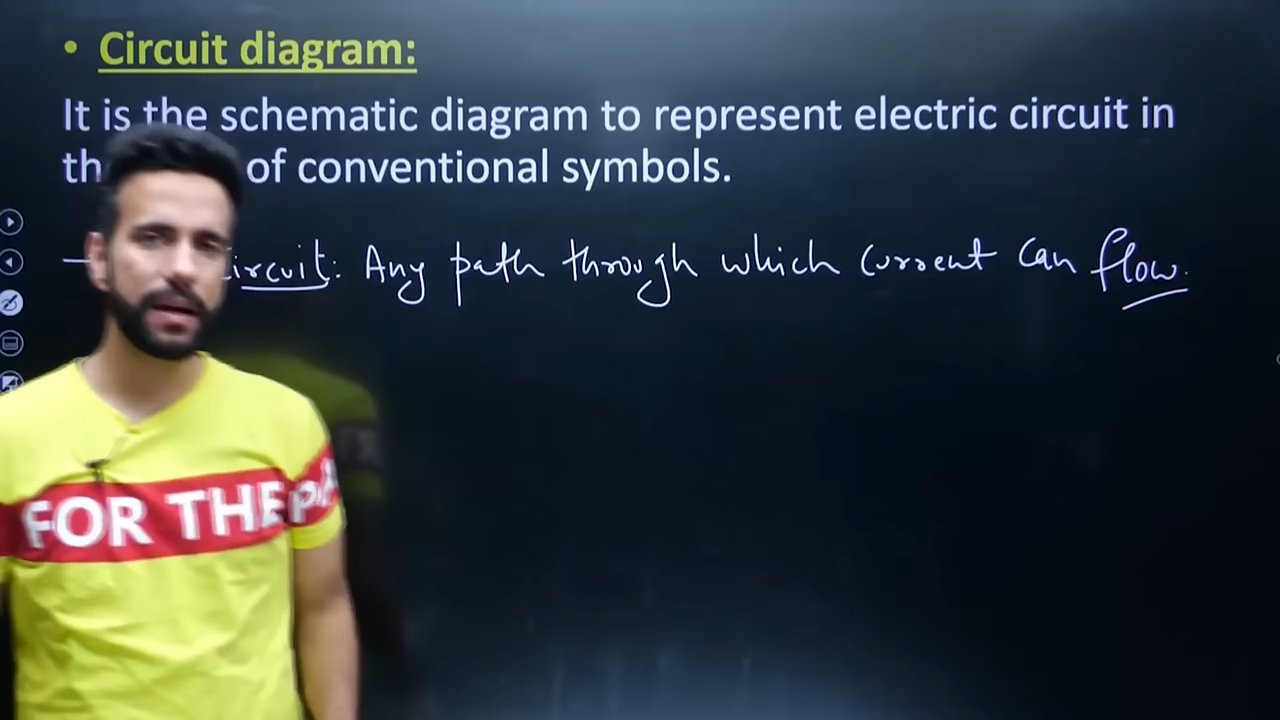 • Circuit diagram:
It is the schematic diagram to represent electric circuit in
of conventional symbols.
ircuit: Any path through which current can flow.
FOR THE